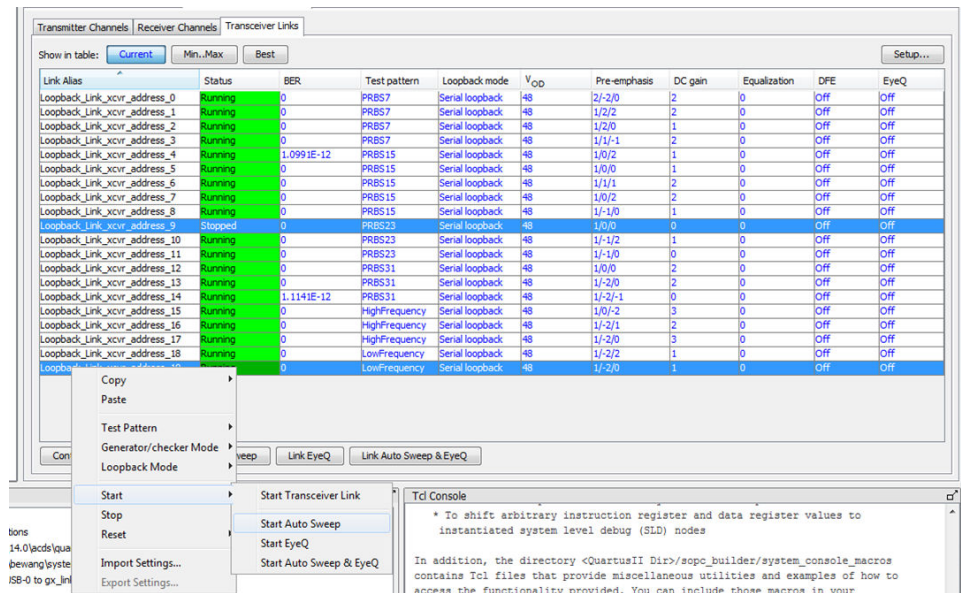 Transmitter Channels Receiver Channels Transceiver Links
Show in table: Current Min..Max Best Setup...
Link Alias Status BER Test pattern Loopback mode VOD Pre-emphasis DC gain Equalization DFE EyeQ
Loopback_Link_xcvr_address_0 Running 0 PRBS7 Serial loopback 48 2/-2/0 2 0 Off Off
Loopback_Link_xcvr_address_1 Running 0 PRBS7 Serial loopback 48 1/2/2 2 0 Off Off
Loopback_Link_xcvr_address_2 Running 0 PRBS7 Serial loopback 48 1/2/0 1 0 Off Off
Loopback_Link_xcvr_address_3 Running 0 PRBS7 Serial loopback 48 1/1/-1 2 0 Off Off
Loopback_Link_xcvr_address_4 Running 1.0991E-12 PRBS15 Serial loopback 48 1/0/2 1 0 Off Off
Loopback_Link_xcvr_address_5 Running 0 PRBS15 Serial loopback 48 1/0/0 1 0 Off Off
Loopback_Link_xcvr_address_6 Running 0 PRBS15 Serial loopback 48 1/1/1 2 0 Off Off
Loopback_Link_xcvr_address_7 Running 0 PRBS15 Serial loopback 48 1/0/2 2 0 Off Off
Loopback_Link_xcvr_address_8 Running 0 PRBS15 Serial loopback 48 1/-1/0 1 0 Off Off
Loopback_Link_xcvr_address_9 Stopped 0 PRBS23 Serial loopback 48 1/0/0 0 0 Off Off
Loopback_Link_xcvr_address_10 Running 0 PRBS23 Serial loopback 48 1/-1/2 1 0 Off Off
Loopback_Link_xcvr_address_11 Running 0 PRBS23 Serial loopback 48 1/-1/0 0 0 Off Off
Loopback_Link_xcvr_address_12 Running 0 PRBS31 Serial loopback 48 1/0/0 2 0 Off Off
Loopback_Link_xcvr_address_13 Running 0 PRBS31 Serial loopback 48 1/-2/0 2 0 Off Off
Loopback_Link_xcvr_address_14 Running 1.1141E-12 PRBS31 Serial loopback 48 1/-2/-1 0 0 Off Off
Loopback_Link_xcvr_address_15 Running 0 HighFrequency Serial loopback 48 1/0/-2 3 0 Off Off
Loopback_Link_xcvr_address_16 Running 0 HighFrequency Serial loopback 48 1/-2/1 2 0 Off Off
Loopback_Link_xcvr_address_17 Running 0 HighFrequency Serial loopback 48 1/-2/0 3 0 Off Off
Loopback_Link_xcvr_address_18 Running 0 LowFrequency Serial loopback 48 1/-2/2 1 0 Off Off
0 LowFrequency Serial loopback 48 1/-2/0 1 0 Off Off
Copy
Paste
Test Pattern
Generator/checker Mode
Loopback Mode
Start
Stop
Reset
Import Settings...
Export Settings...
Link EyeQ Link Auto Sweep & EyeQ
Start Transceiver Link
Start Auto Sweep
Start EyeQ
Start Auto Sweep & EyeQ
Tcl Console
* To shift arbitrary instruction register and data register values to
instantiated system level debug (SLD) nodes
In addition, the directory <QuartusII Dir>/sopc_builder/system_console_macros
contains Tcl files that provide miscellaneous utilities and examples of how to
access the functionality provided. You can include those macros in your